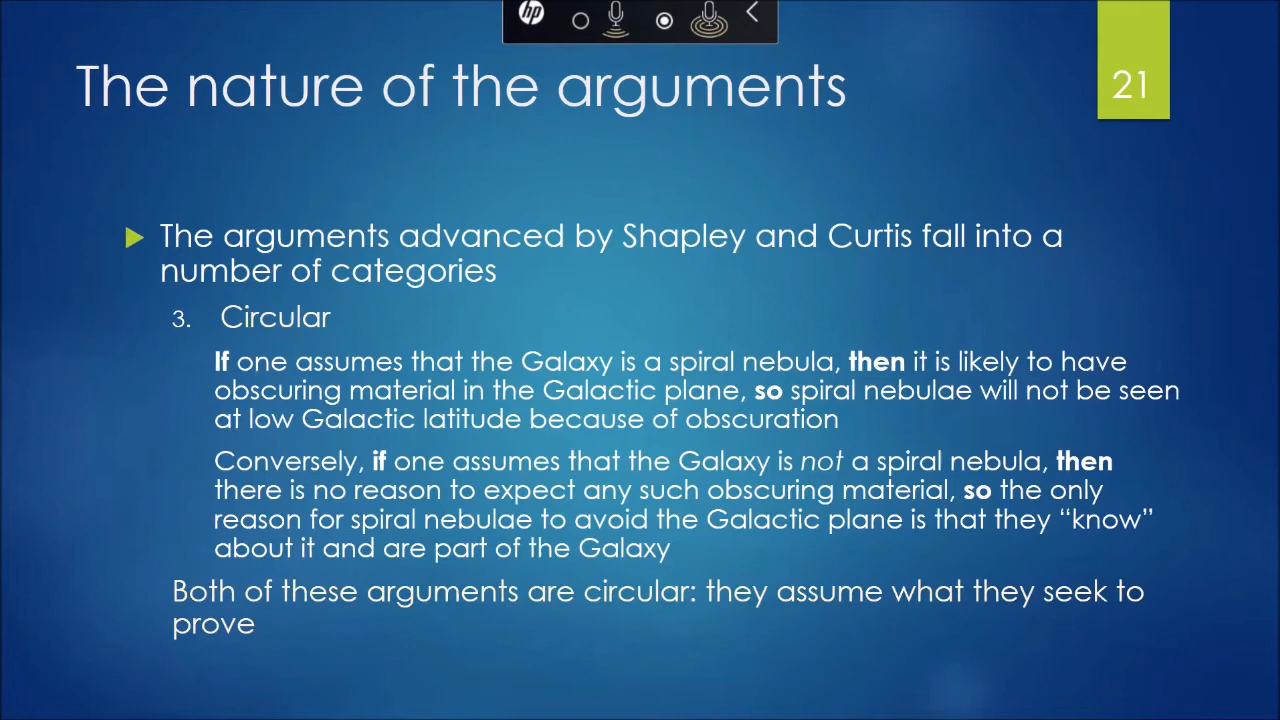 hp
The nature of the arguments
21
The arguments advanced by Shapley and Curtis fall into a
number of categories
3. Circular
If one assumes that the Galaxy is a spiral nebula, then it is likely to have
obscuring material in the Galactic plane, so spiral nebulae will not be seen
at low Galactic latitude because of obscuration
Conversely, if one assumes that the Galaxy is not a spiral nebula, then
there is no reason to expect any such obscuring material, so the only
reason for spiral nebulae to avoid the Galactic plane is that they “know”
about it and are part of the Galaxy
Both of these arguments are circular: they assume what they seek to
prove